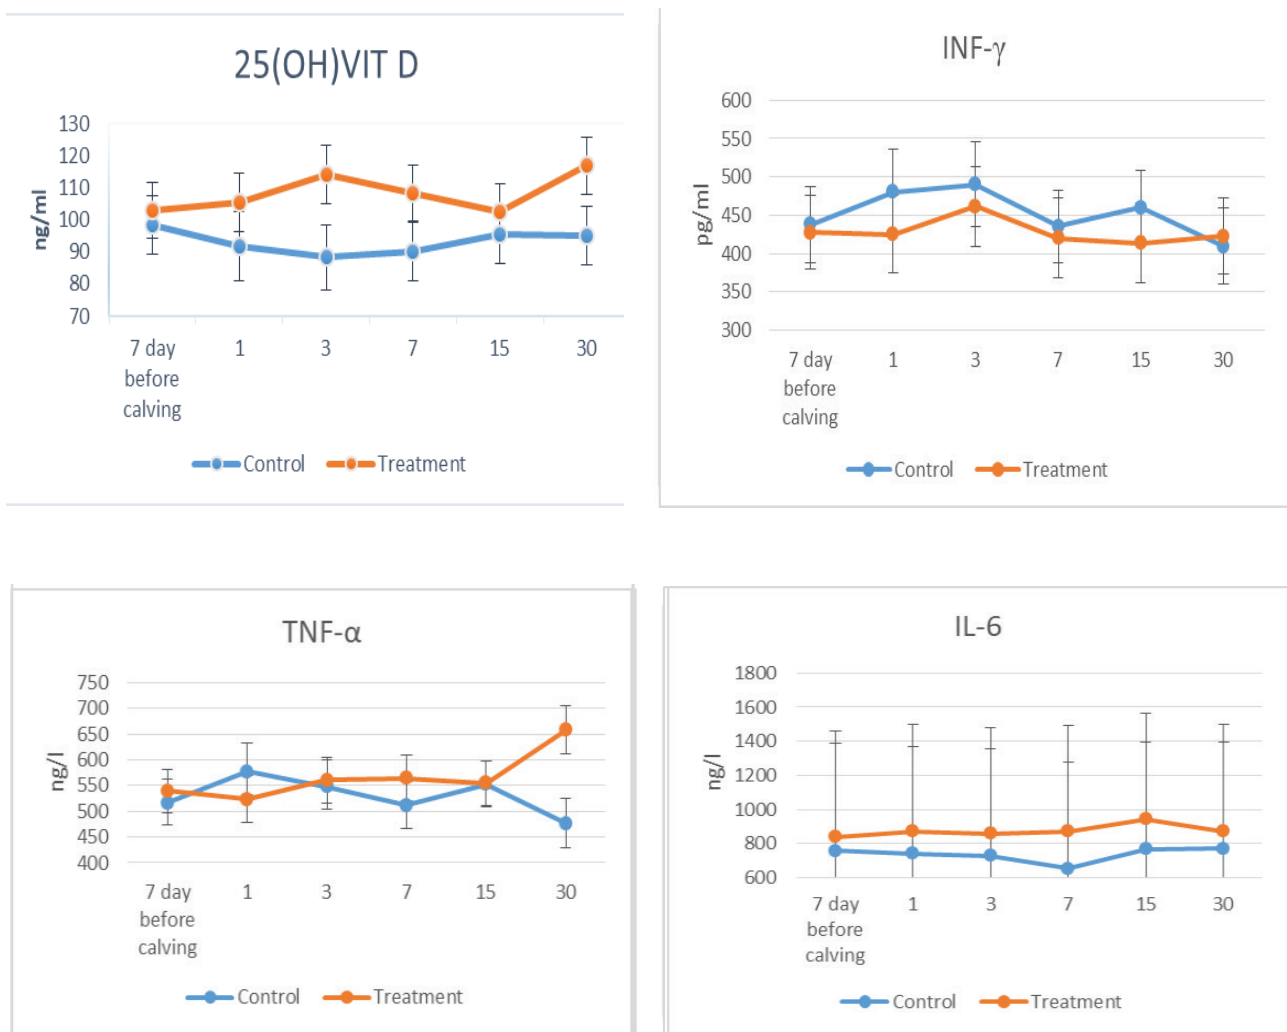 25(OH)VIT D
ng/ml
130
120
110
100
90
80
70
7 day before calving 1 3 7 15 30
Control Treatment
INF-γ
pg/ml
600
550
500
450
400
350
300
7 day before calving 1 3 7 15 30
Control Treatment
TNF-α
ng/l
750
700
650
600
550
500
450
400
7 day before calving 1 3 7 15 30
Control Treatment
IL-6
ng/l
1800
1600
1400
1200
1000
800
600
7 day before calving 1 3 7 15 30
Control Treatment